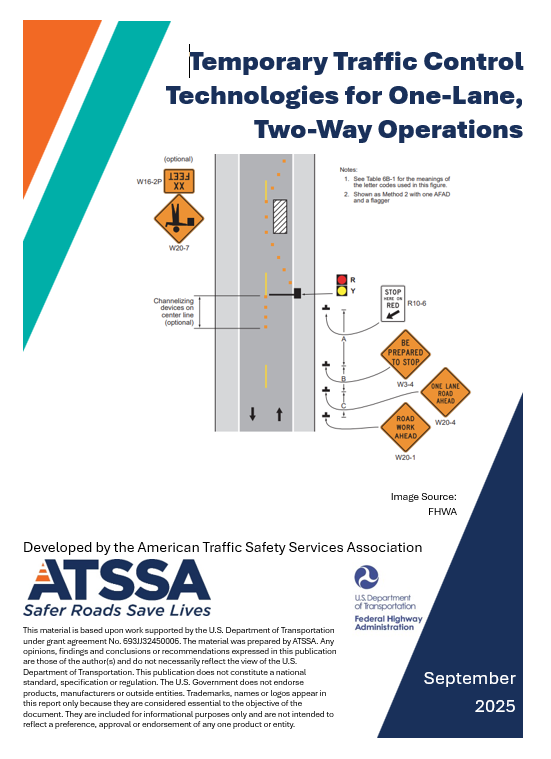 Temporary Traffic Control
Technologies for One-Lane,
Two-Way Operations
(optional)
W16-2P
XX
FEET
W20-7
Notes:
1. See Table 6B-1 for the meanings of
the letter codes used in this figure.
2. Shown as Method 2 with one AFAD
and a flagger
R
Y
STOP
HERE ON
RED
R10-6
Channelizing
devices on
center line
(optional)
A
BE
PREPARED
TO STOP
W3-4
B
ONE LANE
ROAD
AHEAD
W20-4
C
ROAD
WORK
AHEAD
W20-1
Image Source:
FHWA
Developed by the American Traffic Safety Services Association
ATSSA
Safer Roads Save Lives
U.S. Department
of Transportation
Federal Highway
Administration
This material is based upon work supported by the U.S. Department of Transportation
under grant agreement No. 693JJ32450006. The material was prepared by ATSSA. Any
opinions, findings and conclusions or recommendations expressed in this publication
are those of the author(s) and do not necessarily reflect the view of the U.S.
Department of Transportation. This publication does not constitute a national
standard, specification or regulation. The U.S. Government does not endorse
products, manufacturers or outside entities. Trademarks, names or logos appear in
this report only because they are considered essential to the objective of the
document. They are included for informational purposes only and are not intended to
reflect a preference, approval or endorsement of any one product or entity.
September
2025